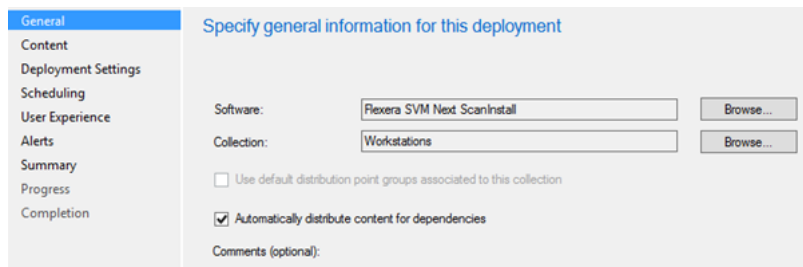 General
Content
Deployment Settings
Scheduling
User Experience
Alerts
Summary
Progress
Completion
Specify general information for this deployment
Software: Flexera SVM Next ScanInstall Browse...
Collection: Workstations Browse...
Use default distribution point groups associated to this collection
Automatically distribute content for dependencies
Comments (optional):